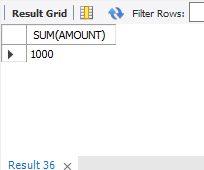 Result Grid Filter Rows:
SUM(AMOUNT)
1000
Result 36 ×